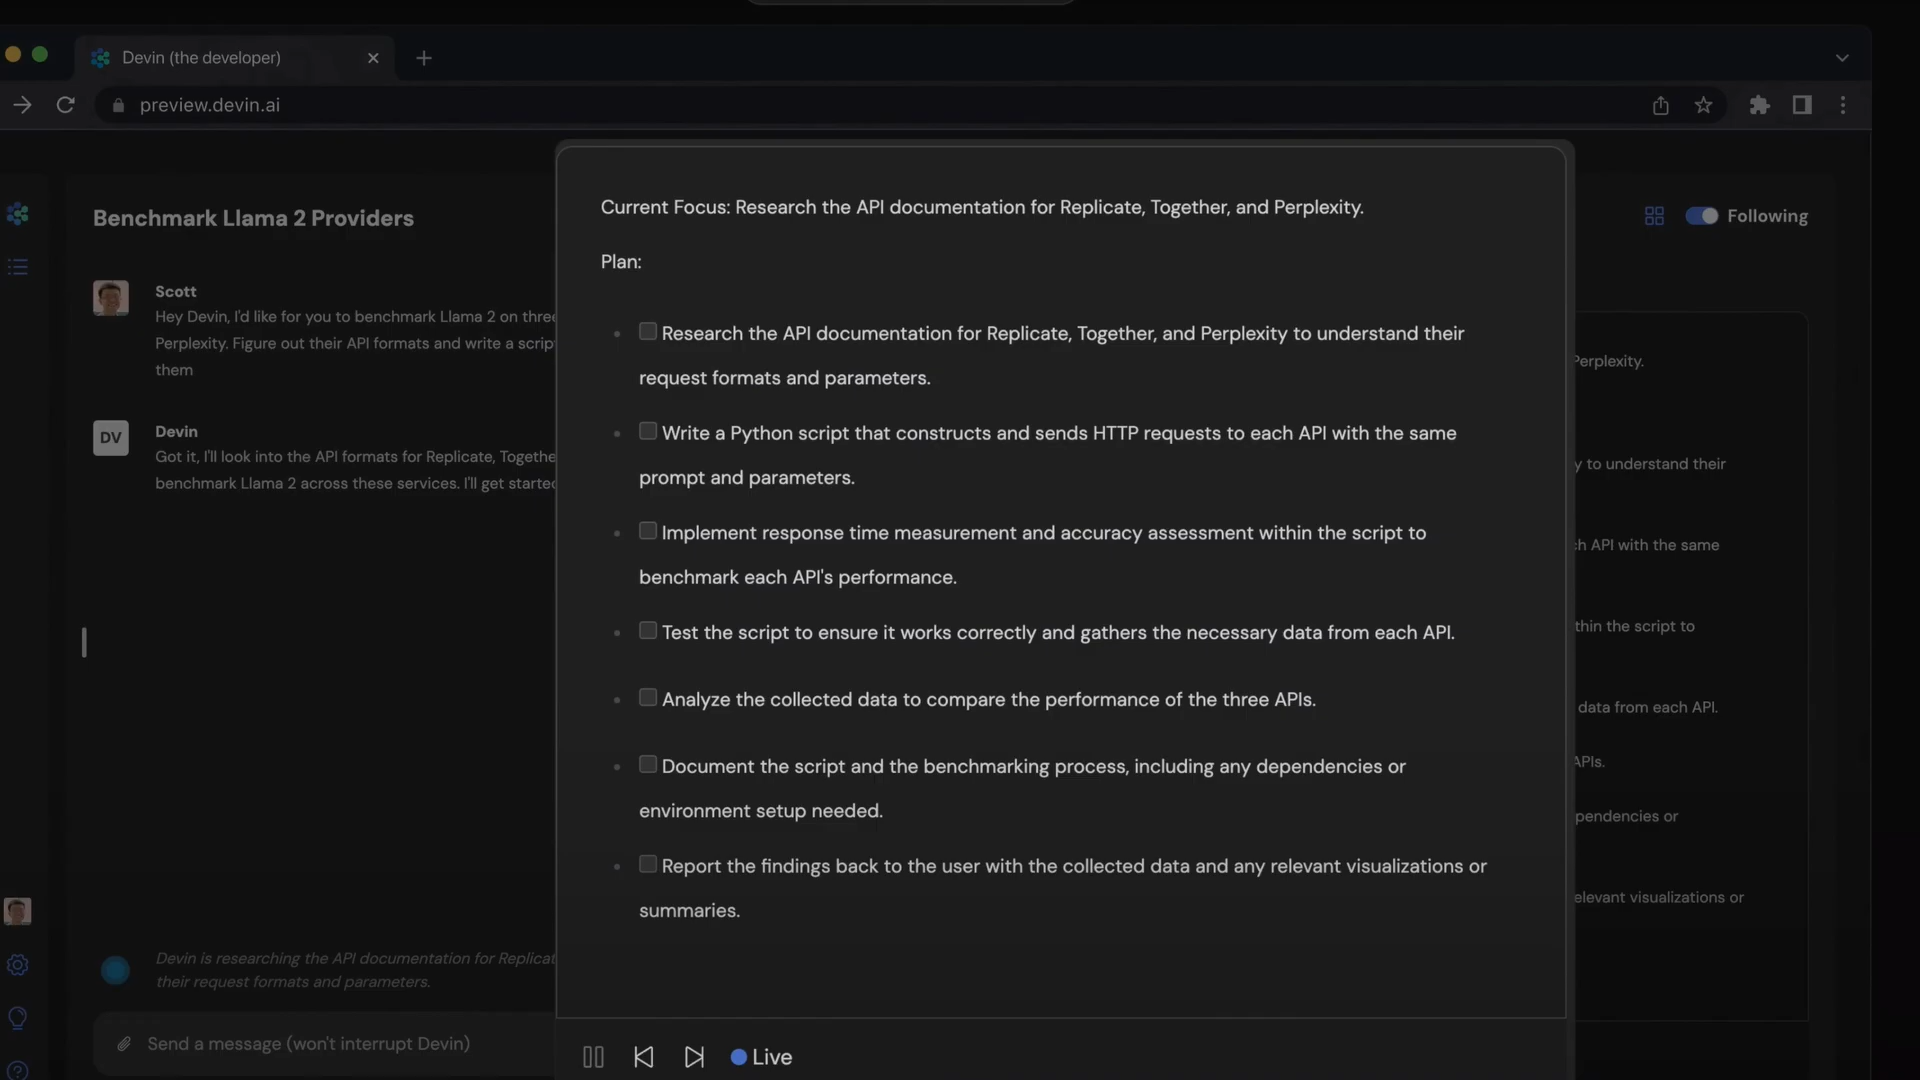 Devin (the developer)
preview.devin.ai
Benchmark Llama 2 Providers
Scott
Hey Devin, I'd like for you to benchmark Llama 2 on three
Perplexity. Figure out their API formats and write a script
them
DV
Devin
Got it, I'll look into the API formats for Replicate, Togethe
benchmark Llama 2 across these services. I'll get started
Devin is researching the API documentation for Replicat
their request formats and parameters.
Send a message (won't interrupt Devin)
Current Focus: Research the API documentation for Replicate, Together, and Perplexity.
Plan:
Research the API documentation for Replicate, Together, and Perplexity to understand their
request formats and parameters.
Write a Python script that constructs and sends HTTP requests to each API with the same
prompt and parameters.
Implement response time measurement and accuracy assessment within the script to
benchmark each API's performance.
Test the script to ensure it works correctly and gathers the necessary data from each API.
Analyze the collected data to compare the performance of the three APIs.
Document the script and the benchmarking process, including any dependencies or
environment setup needed.
Report the findings back to the user with the collected data and any relevant visualizations or
summaries.
Live
Following
Perplexity.
y to understand their
ch API with the same
thin the script to
data from each API.
APIs.
pendencies or
elevant visualizations or